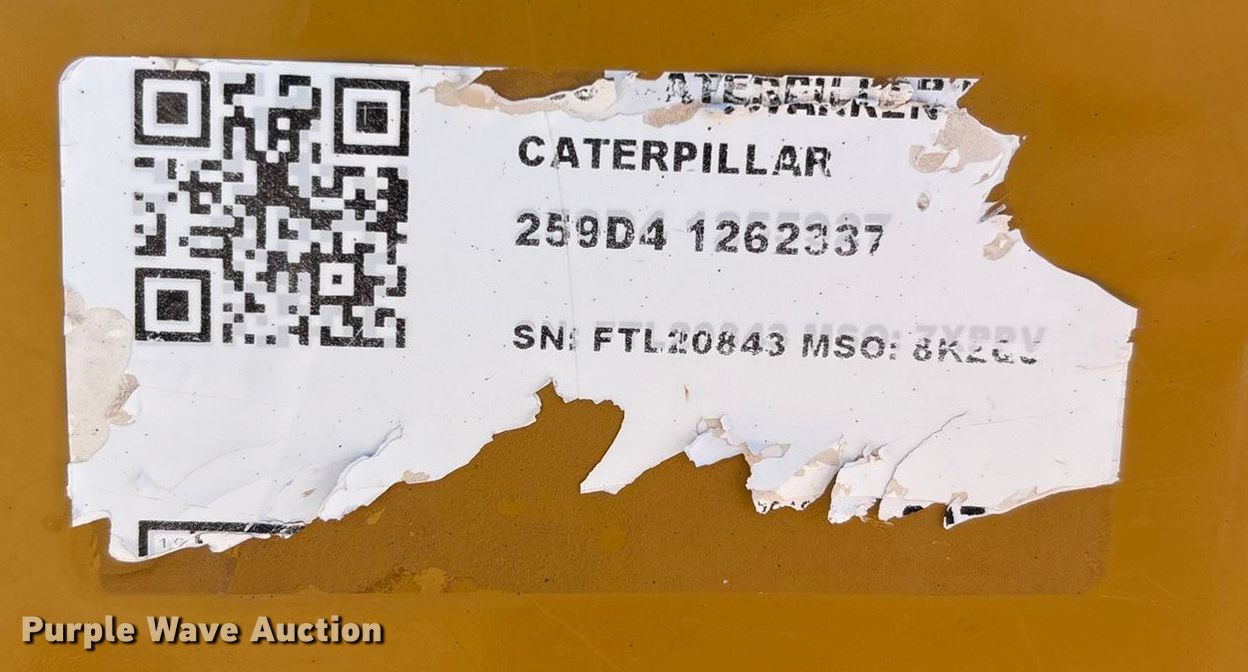 CATERPILLAR
259D4 1262337
SN: FTL20843 MSO:
Purple Wave Auction